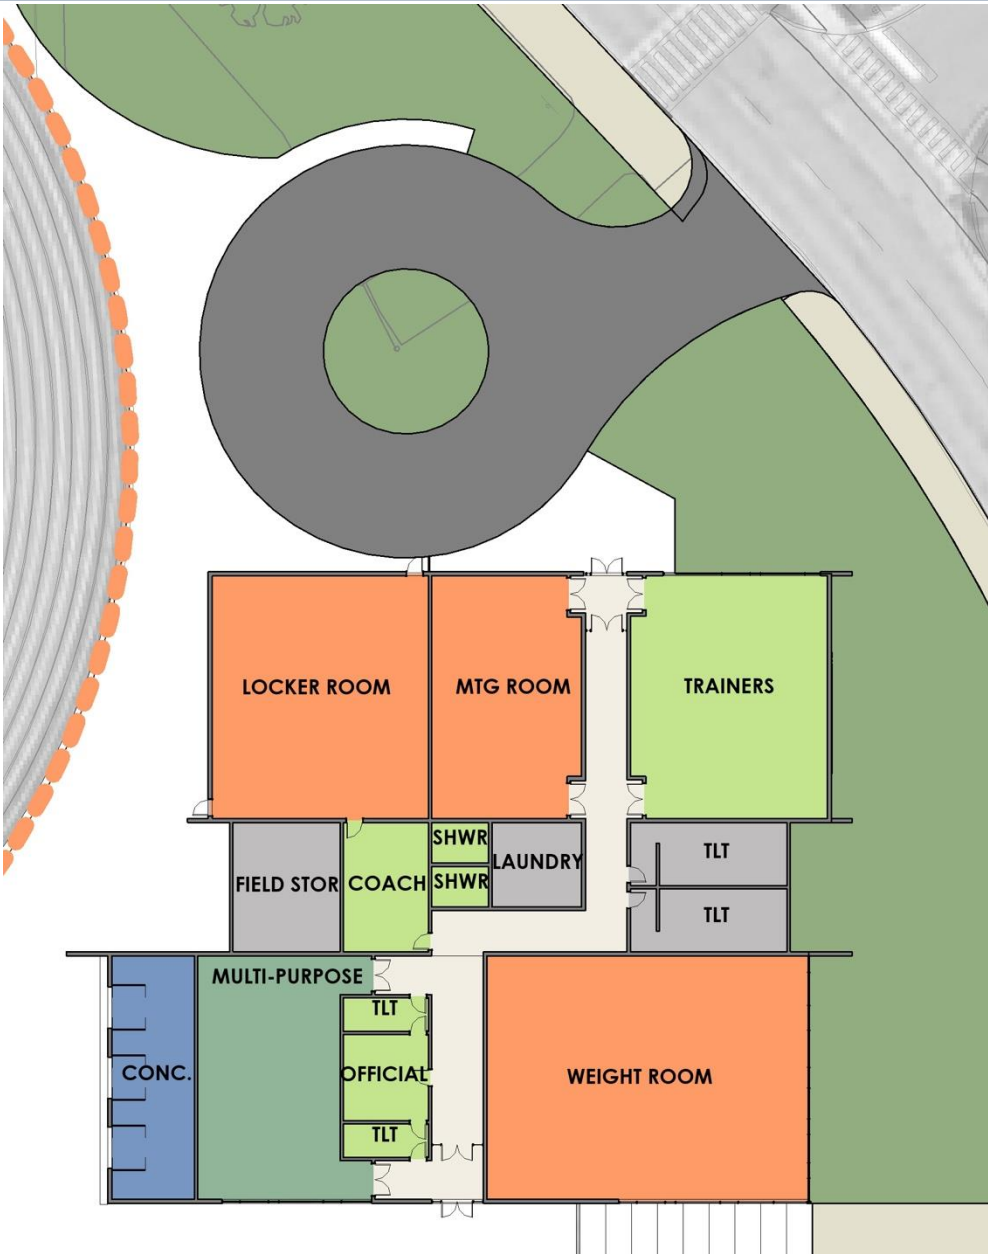 LOCKER ROOM
MTG ROOM
TRAINERS
SHWR
LAUNDRY
TLT
FIELD STOR
COACH
SHWR
TLT
MULTI-PURPOSE
TLT
CONC.
OFFICIAL
WEIGHT ROOM
TLT